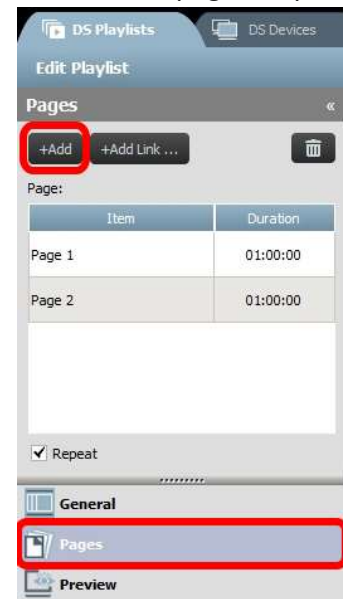 DS Playlists DS Devices
Edit Playlist
Pages «
+Add +Add Link ...
Page:
Item Duration
Page 1 01:00:00
Page 2 01:00:00
Repeat
General
Pages
Preview